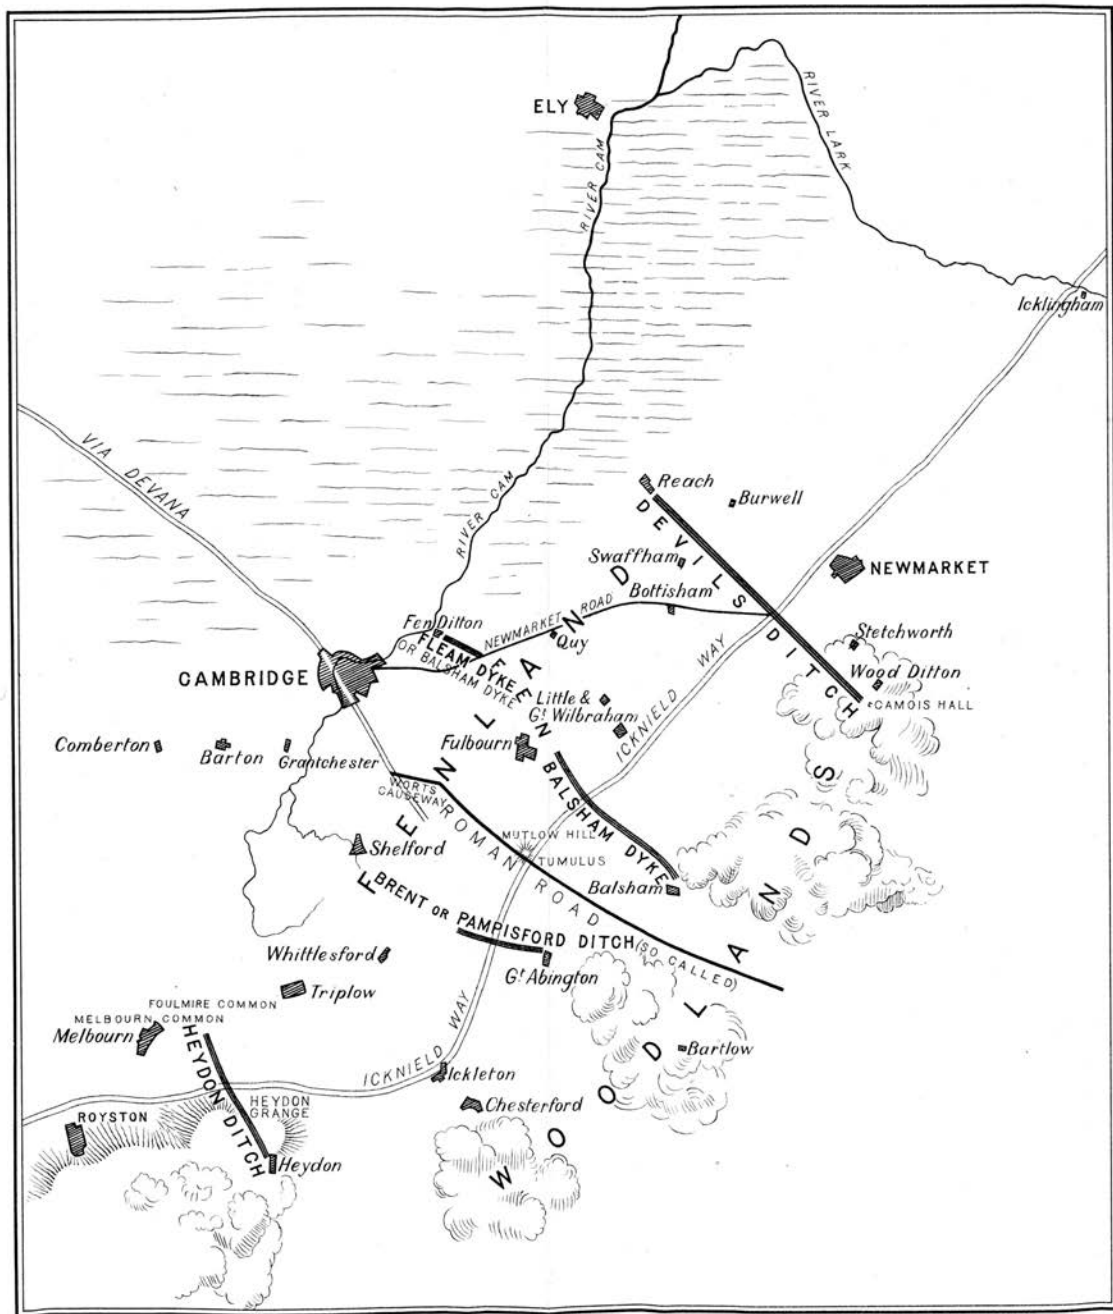 ELY
RIVER LARK
RIVER CAM
Icklingham
VIA DEVANA
RIVER CAM
Reach
Burwell
DEVILS DITCH
Swaffham
NEWMARKET
Bottisham
NEWMARKET ROAD
Fen Ditton
Quy
FLEAM DYKE
OR BALSHAM DYKE
Stetchworth
Wood Ditton
CAMOIS HALL
CAMBRIDGE
Little &
Gt. Wilbraham
ICKNIELD WAY
Fulbourn
Comberton
Barton
Grantchester
WORTS
CAUSEWAY
BALSHAM DYKE
ROMAN ROAD
MUTLOW HILL
TUMULUS
Shelford
Balsham
FEN LAND
BRENT OR PAMPISFORD DITCH (SO CALLED)
Whittlesford
Gt. Abington
Triplow
FOULMIRE COMMON
MELBOURN COMMON
Melbourn
HEYDON DITCH
Bartlow
ICKNIELD WAY
Ickleton
HEYDON
GRANGE
Chesterford
ROYSTON
Heydon
WOODLANDS